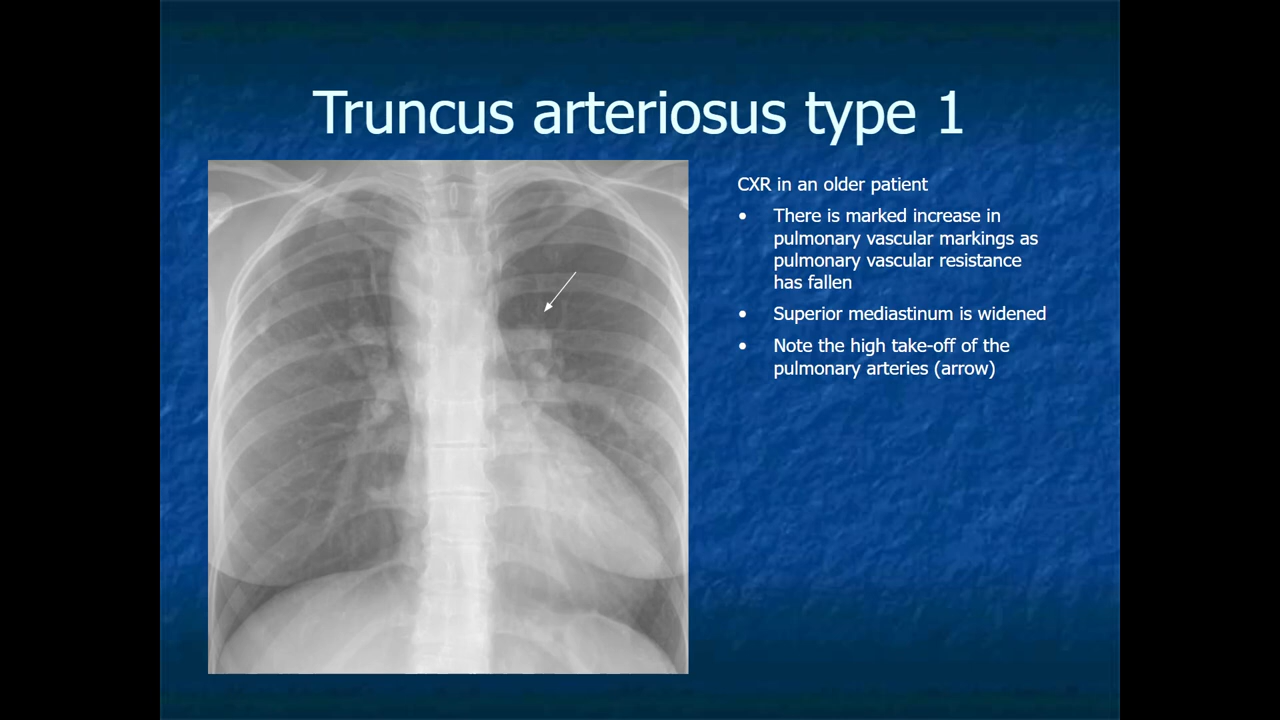 Truncus arteriosus type 1
CXR in an older patient
• There is marked increase in
pulmonary vascular markings as
pulmonary vascular resistance
has fallen
• Superior mediastinum is widened
• Note the high take-off of the
pulmonary arteries (arrow)